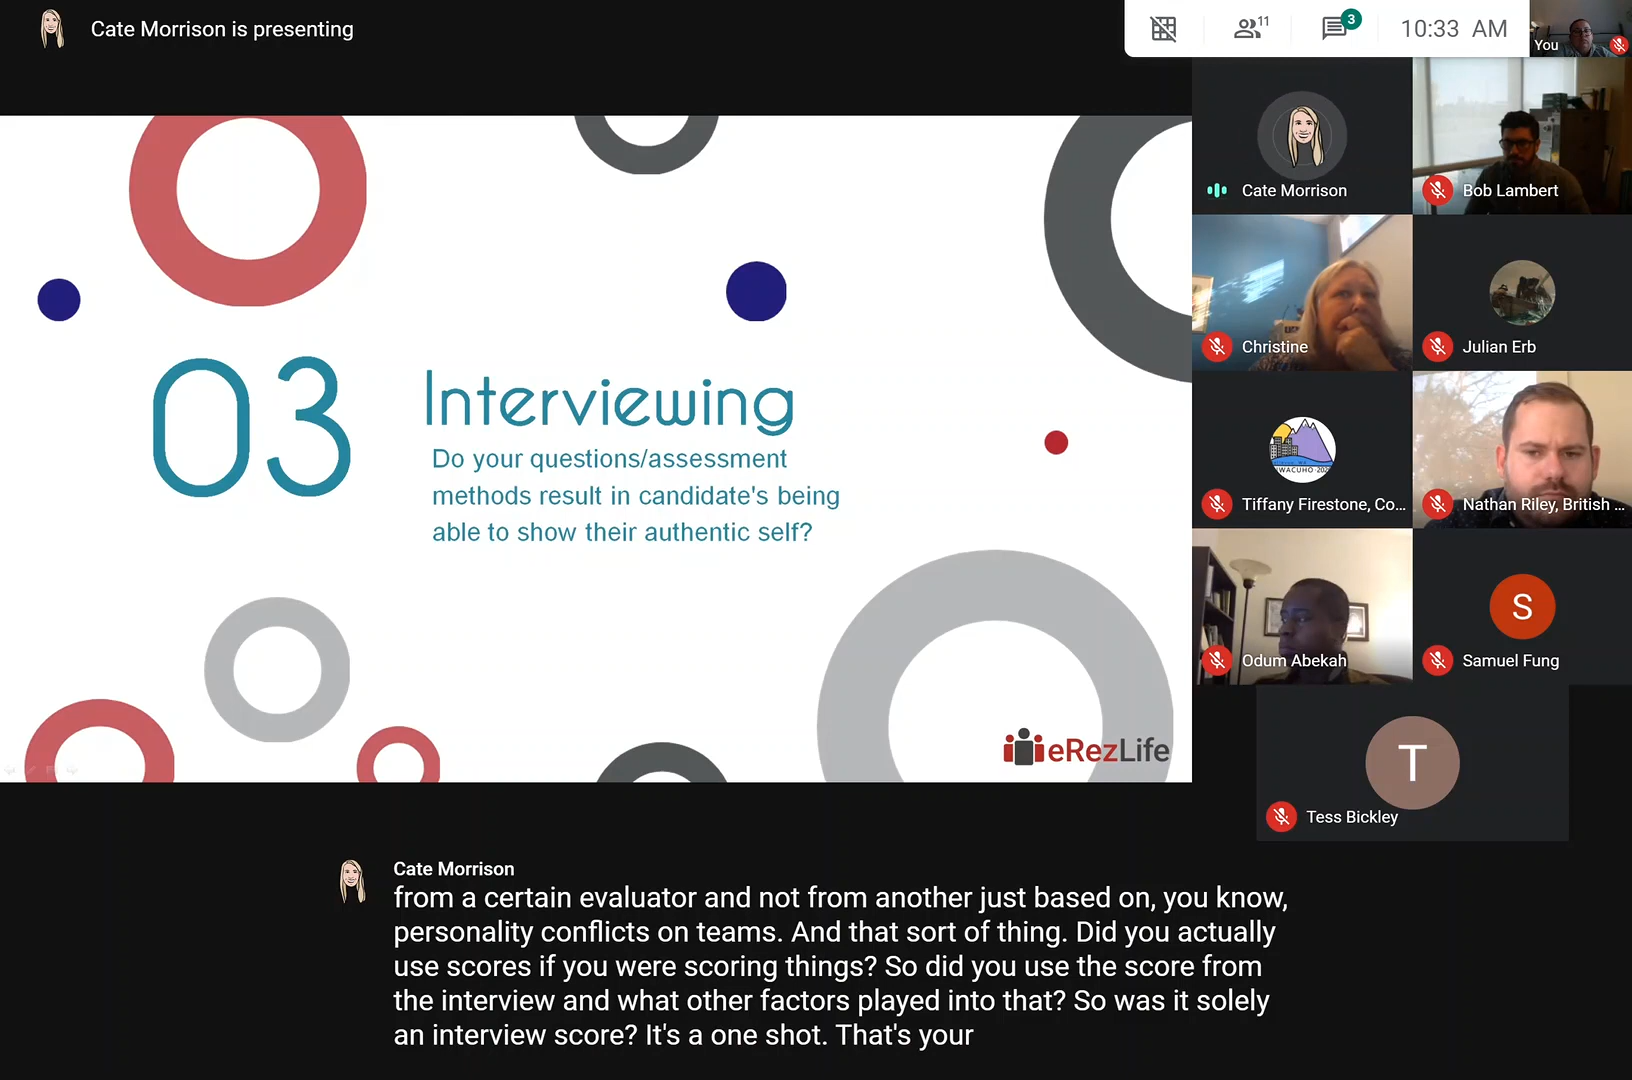 Cate Morrison is presenting
11
3
10:33 AM
You
Cate Morrison
Bob Lambert
Christine
Julian Erb
Tiffany Firestone, Co...
Nathan Riley, British ...
Odum Abekah
S
Samuel Fung
T
Tess Bickley
03
Interviewing
Do your questions/assessment
methods result in candidate's being
able to show their authentic self?
eRezLife
Cate Morrison
from a certain evaluator and not from another just based on, you know,
personality conflicts on teams. And that sort of thing. Did you actually
use scores if you were scoring things? So did you use the score from
the interview and what other factors played into that? So was it solely
an interview score? It's a one shot. That's your